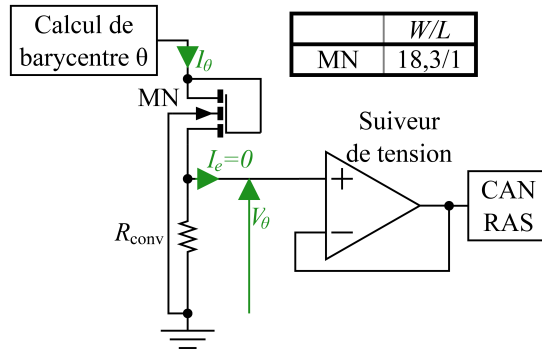 Calcul de
barycentre θ
W/L
MN 18,3/1
Iθ
MN
Suiveur
de tension
Ie=0
CAN
RAS
Vθ
Rconv
+
−